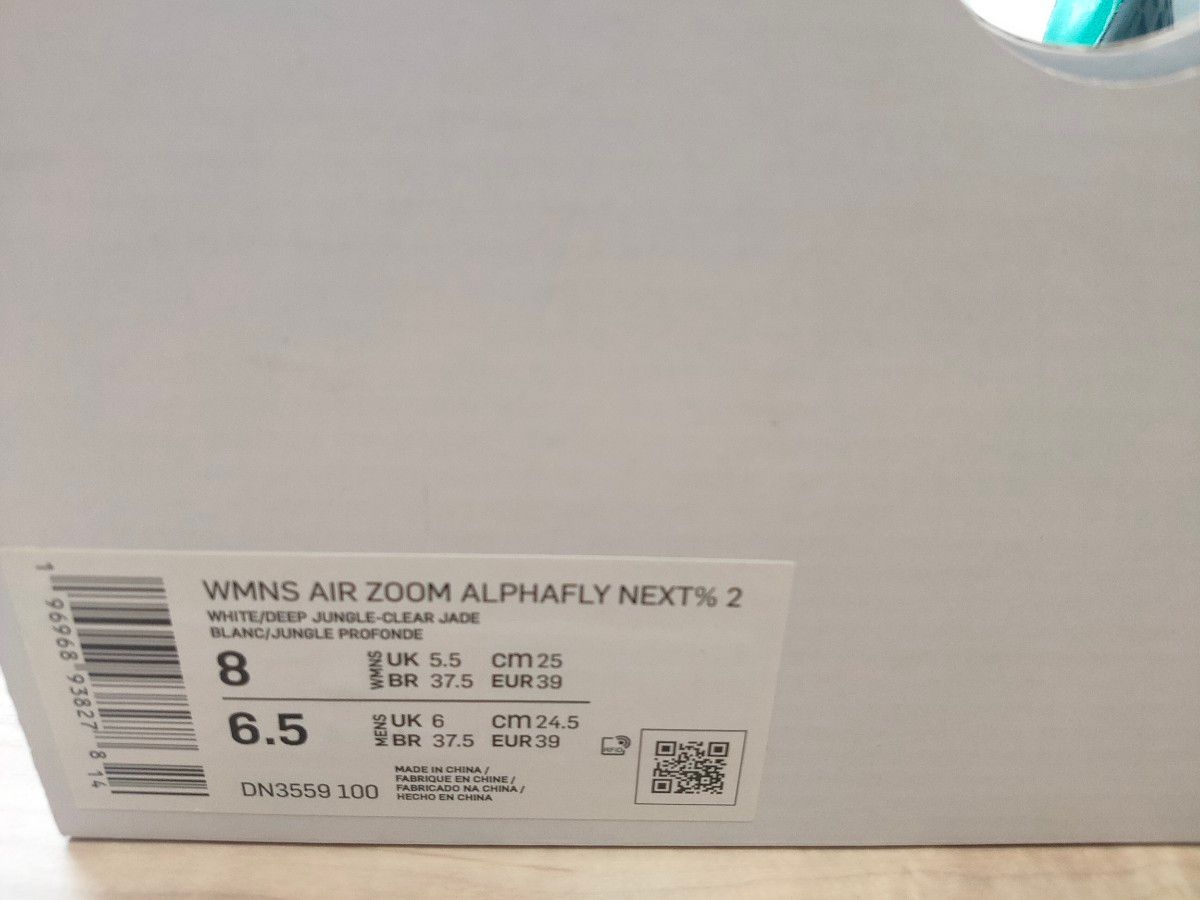 WMNS AIR ZOOM ALPHAFLY NEXT% 2
WHITE/DEEP JUNGLE-CLEAR JADE
BLANC/JUNGLE PROFONDE
8 WMNS UK 5.5 cm 25
BR 37.5 EUR 39
6.5 MENS UK 6 cm 24.5
BR 37.5 EUR 39
RFID
DN3559 100
MADE IN CHINA /
FABRIQUE EN CHINE /
FABRICADO NA CHINA /
HECHO EN CHINA
1 96968 93827 8 14